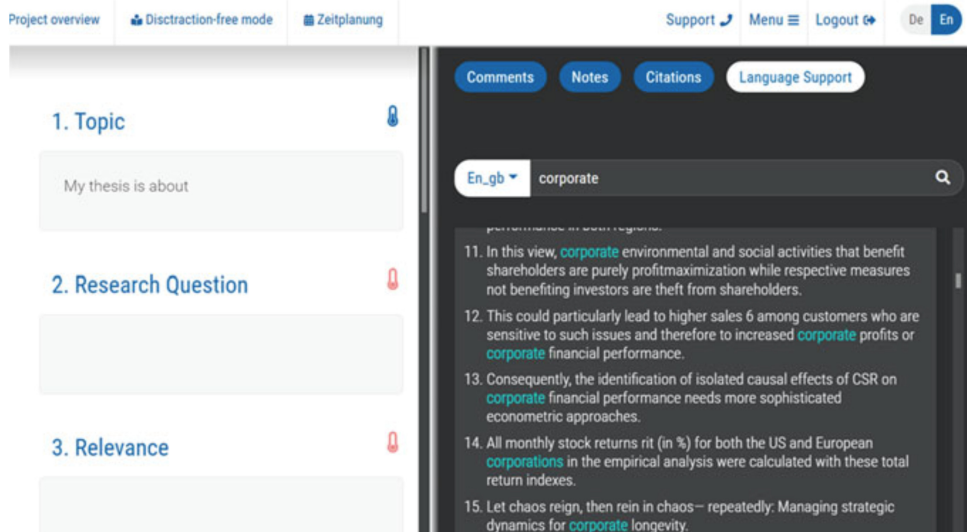 Project overview
Disctraction-free mode
Zeitplanung
Support
Menu
Logout
De
En
1. Topic
My thesis is about
2. Research Question
3. Relevance
Comments
Notes
Citations
Language Support
En_gb
corporate
performance in both regions.
11. In this view, corporate environmental and social activities that benefit
shareholders are purely profitmaximization while respective measures
not benefiting investors are theft from shareholders.
12. This could particularly lead to higher sales 6 among customers who are
sensitive to such issues and therefore to increased corporate profits or
corporate financial performance.
13. Consequently, the identification of isolated causal effects of CSR on
corporate financial performance needs more sophisticated
econometric approaches.
14. All monthly stock returns rit (in %) for both the US and European
corporations in the empirical analysis were calculated with these total
return indexes.
15. Let chaos reign, then rein in chaos— repeatedly: Managing strategic
dynamics for corporate longevity.